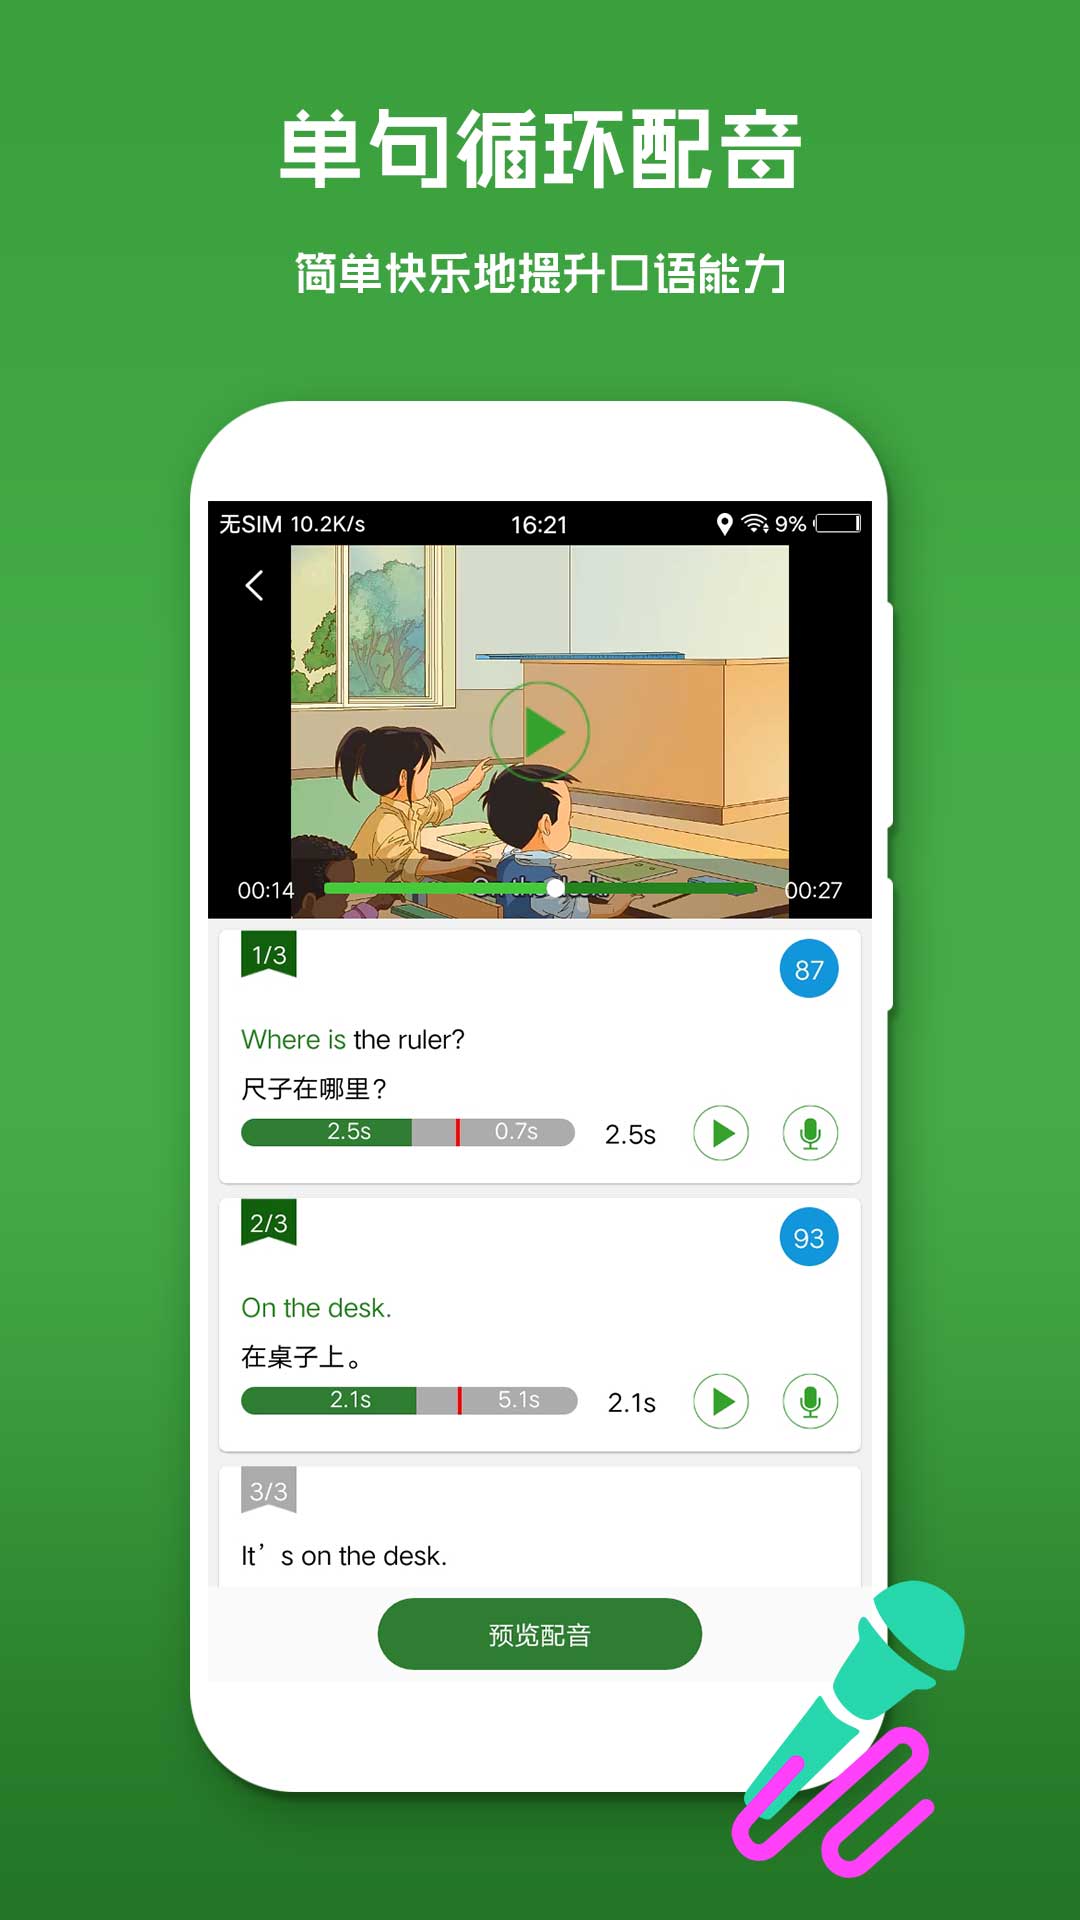 单句循环配音
简单快乐地提升口语能力
无SIM 10.2K/s 16:21 9%
00:14 On the desk. 00:27
1/3 87
Where is the ruler?
尺子在哪里?
2.5s 0.7s 2.5s
2/3 93
On the desk.
在桌子上。
2.1s 5.1s 2.1s
3/3
It's on the desk.
预览配音